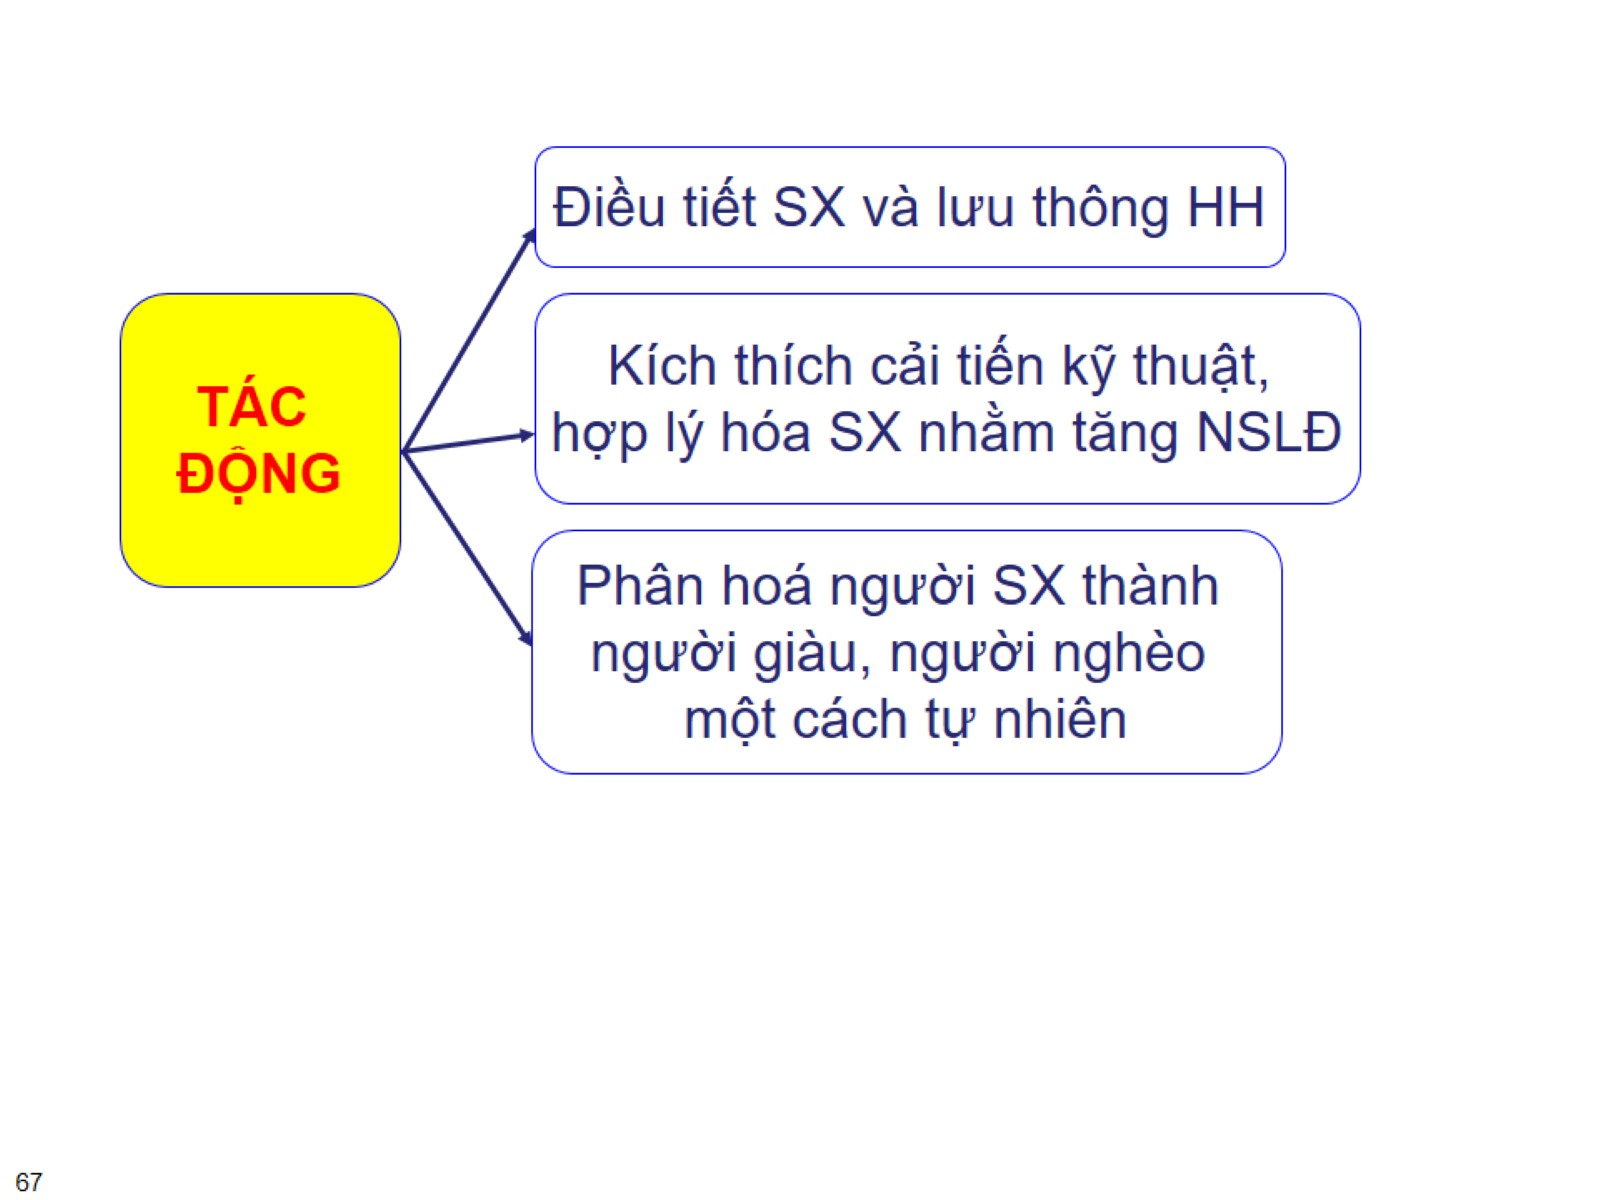 TÁC
ĐỘNG
Điều tiết SX và lưu thông HH
Kích thích cải tiến kỹ thuật,
hợp lý hóa SX nhằm tăng NSLĐ
Phân hoá người SX thành
người giàu, người nghèo
một cách tự nhiên
67